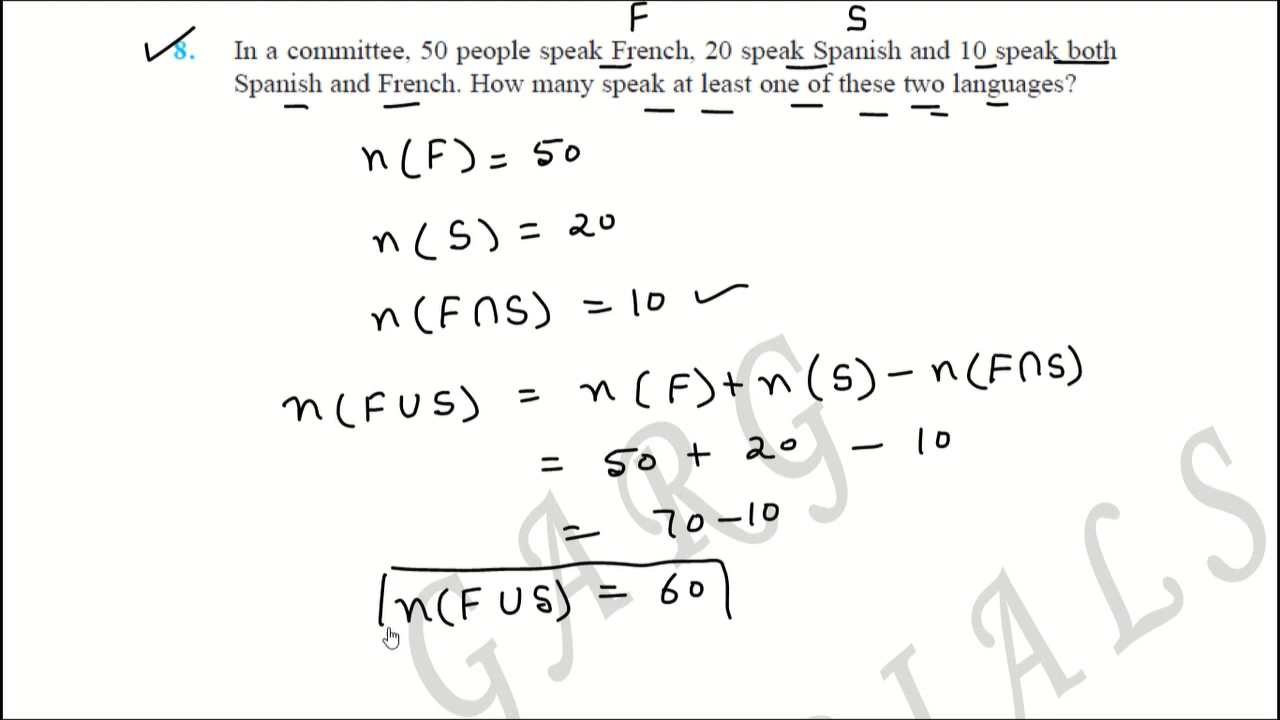 F S
8. In a committee, 50 people speak French, 20 speak Spanish and 10 speak both
Spanish and French. How many speak at least one of these two languages?
n(F) = 50
n(S) = 20
n(F∩S) = 10
n(F∪S) = n(F)+n(S)-n(F∩S)
= 50 + 20 - 10
= 70-10
n(F∪S) = 60
GARG
IALS